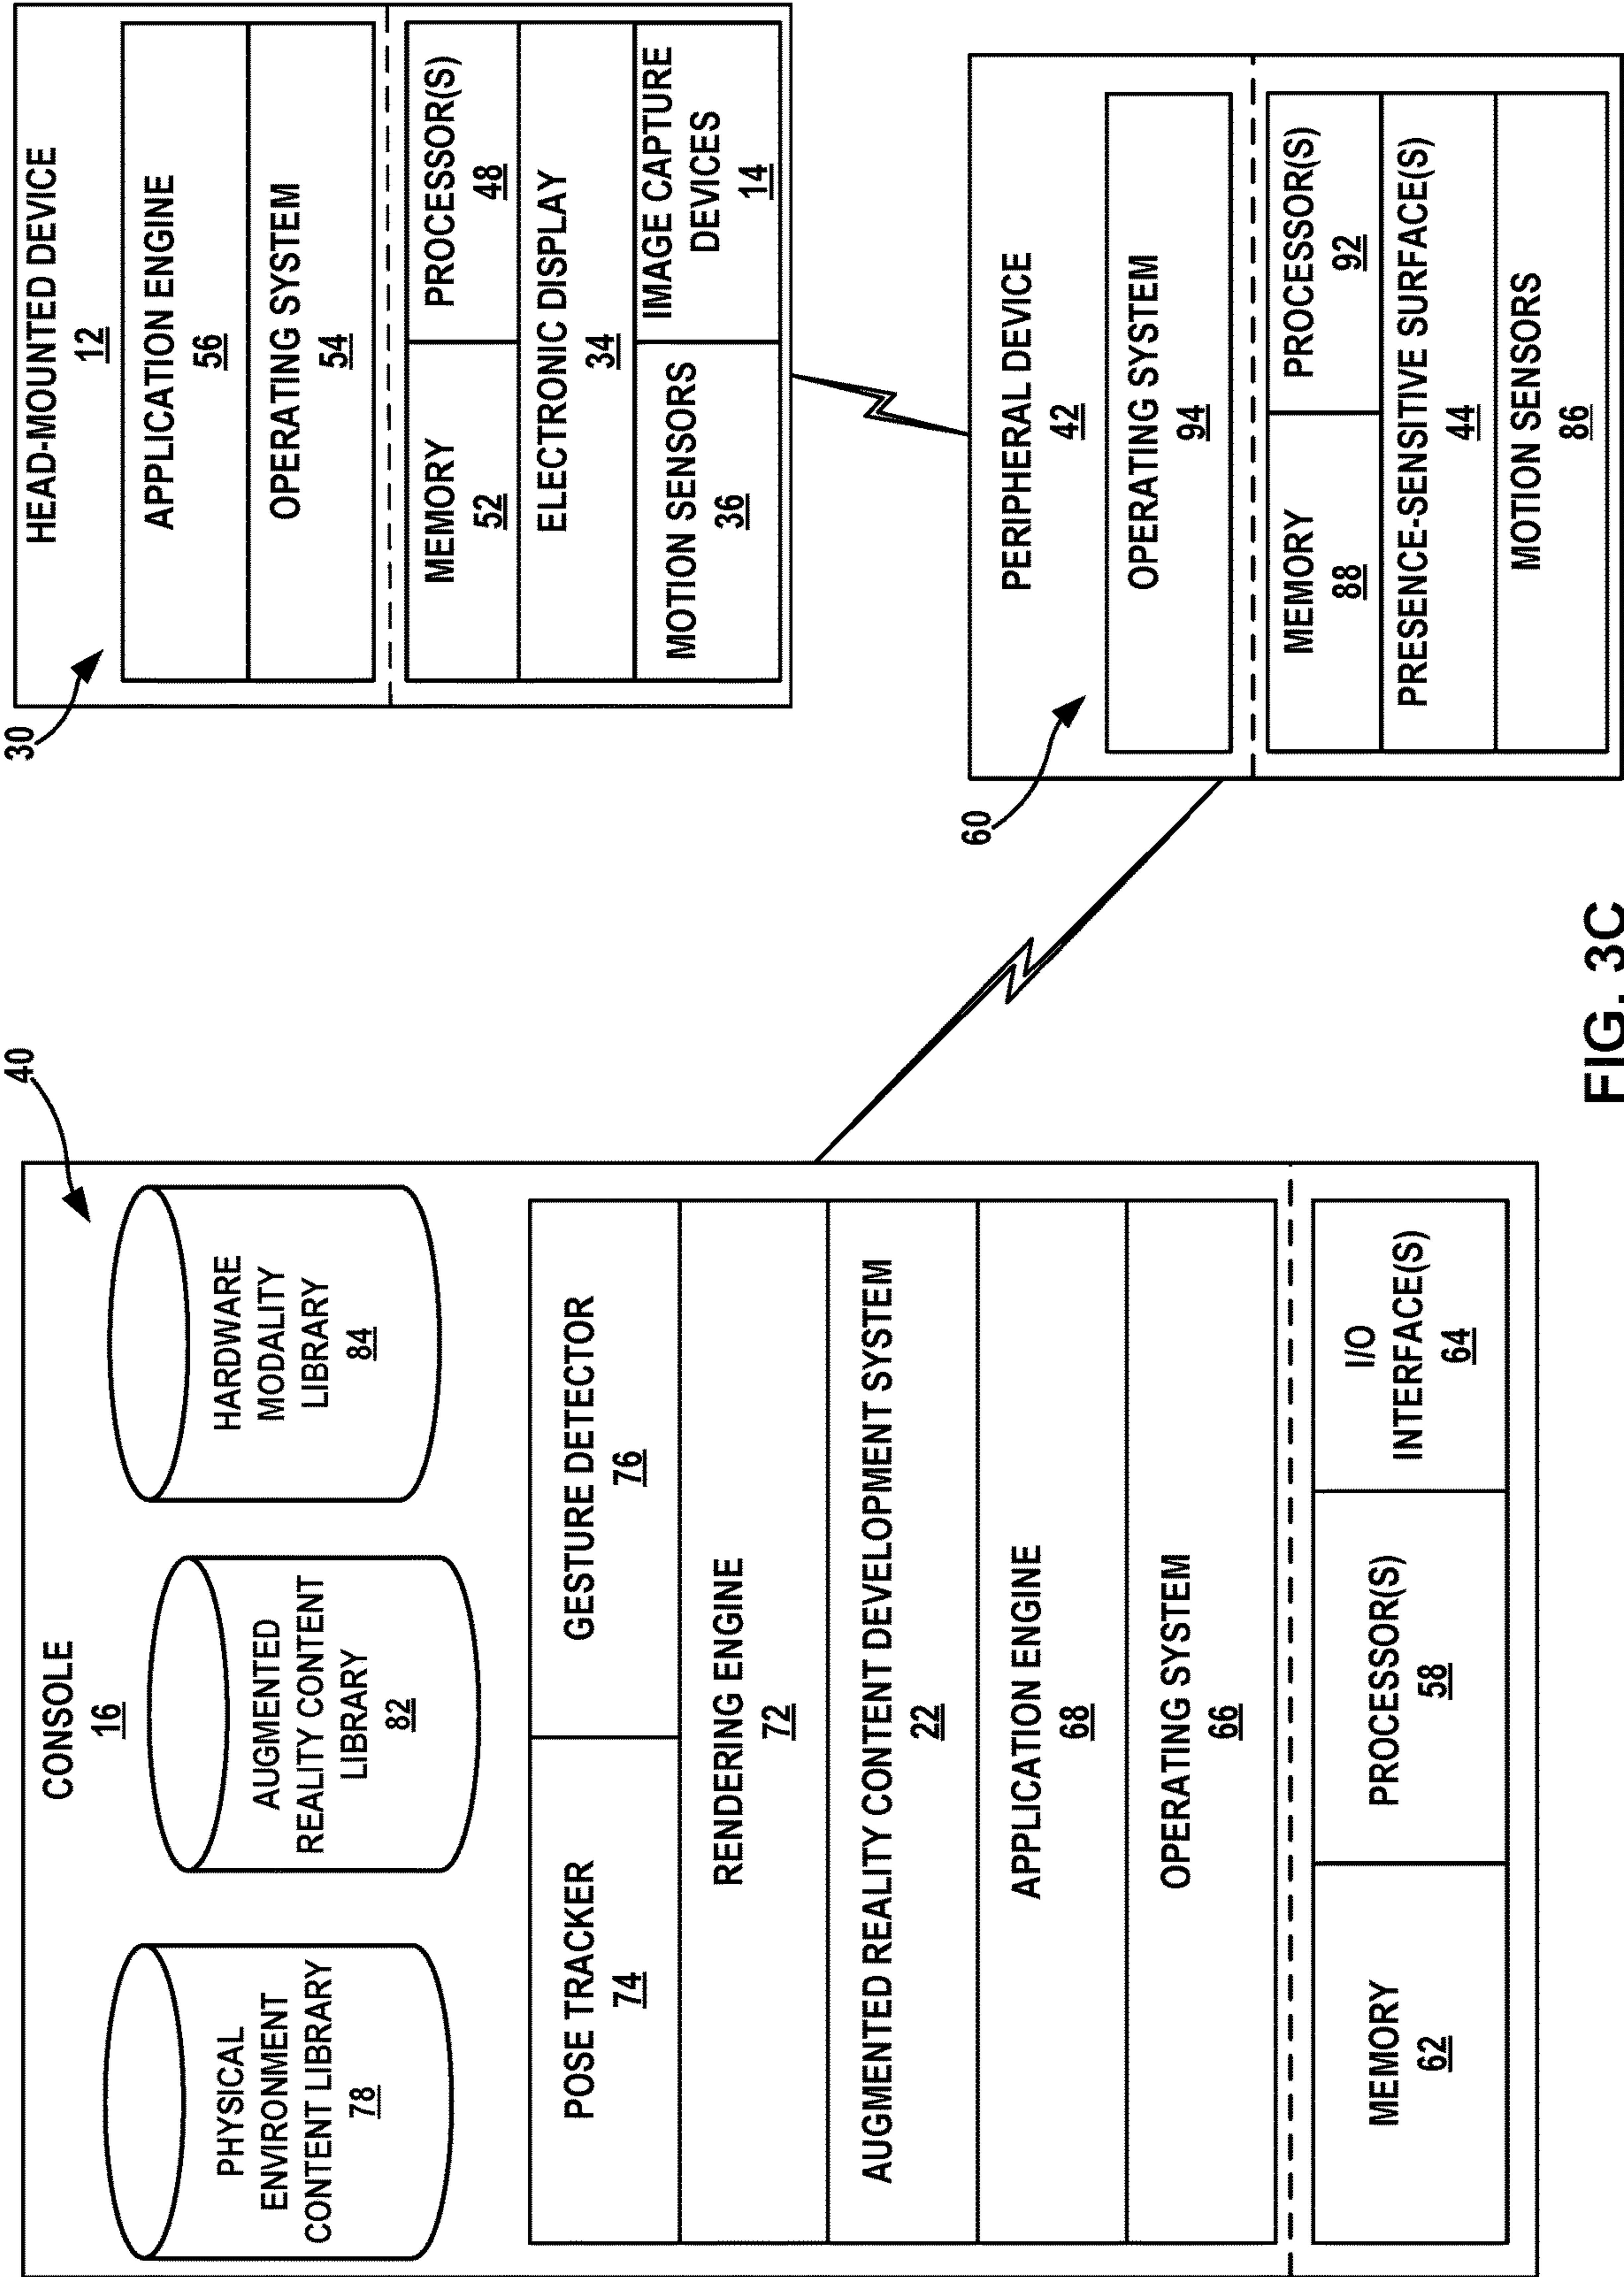 40
CONSOLE
16
PHYSICAL
ENVIRONMENT
CONTENT LIBRARY
78
AUGMENTED
REALITY CONTENT
LIBRARY
82
HARDWARE
MODALITY
LIBRARY
84
POSE TRACKER
74
GESTURE DETECTOR
76
RENDERING ENGINE
72
AUGMENTED REALITY CONTENT DEVELOPMENT SYSTEM
22
APPLICATION ENGINE
68
OPERATING SYSTEM
66
MEMORY
62
PROCESSOR(S)
58
I/O
INTERFACE(S)
64
30
HEAD-MOUNTED DEVICE
12
APPLICATION ENGINE
56
OPERATING SYSTEM
54
MEMORY
52
PROCESSOR(S)
48
ELECTRONIC DISPLAY
34
MOTION SENSORS
36
IMAGE CAPTURE
DEVICES
14
60
PERIPHERAL DEVICE
42
OPERATING SYSTEM
94
MEMORY
88
PROCESSOR(S)
92
PRESENCE-SENSITIVE SURFACE(S)
44
MOTION SENSORS
86
FIG. 3C